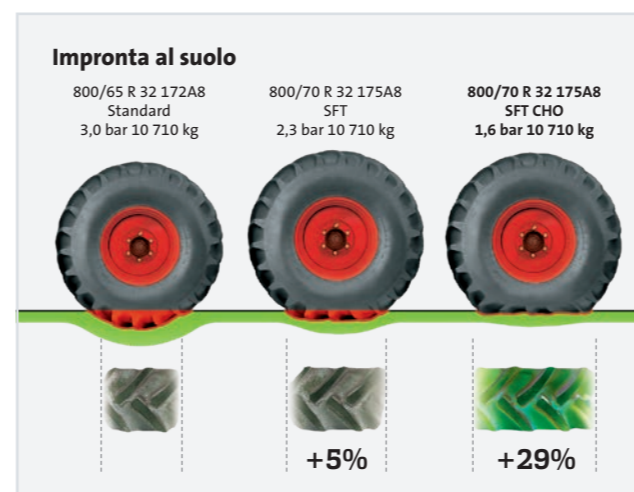 Impronta al suolo
800/65 R 32 172A8
Standard
3,0 bar 10 710 kg
800/70 R 32 175A8
SFT
2,3 bar 10 710 kg
800/70 R 32 175A8
SFT CHO
1,6 bar 10 710 kg
+5%
+29%